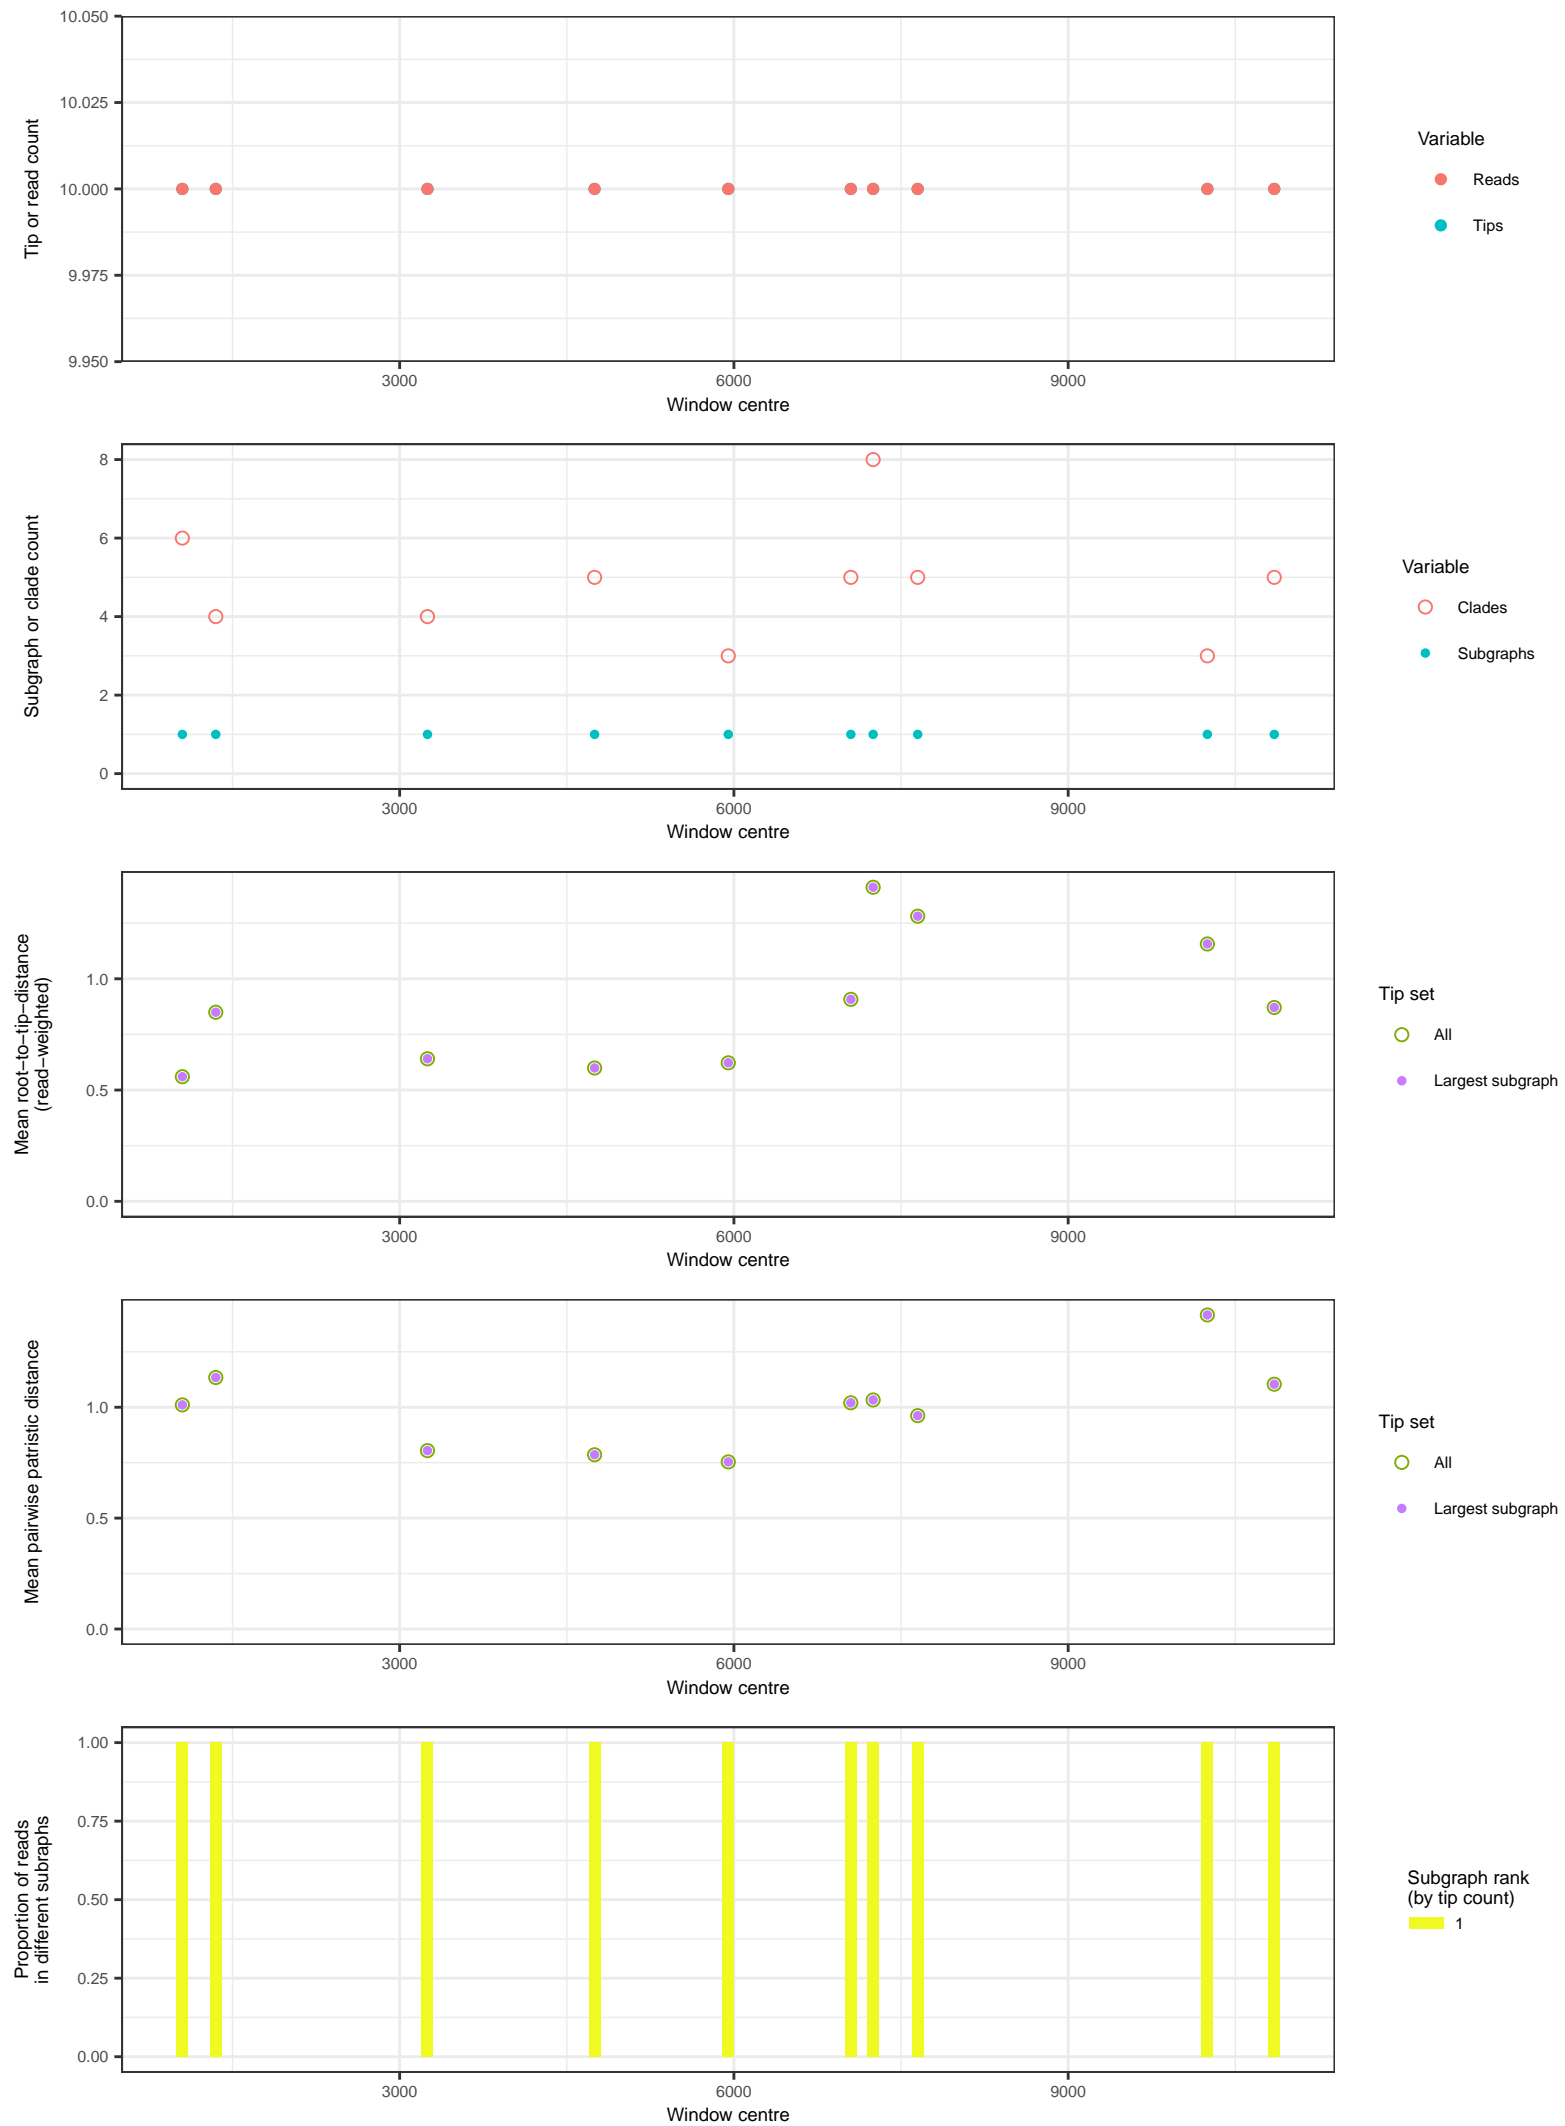 10.050
10.025
10.000
9.975
9.950
Tip or read count
3000 6000 9000
Window centre
Variable
Reads
Tips
8
6
4
2
0
Subgraph or clade count
3000 6000 9000
Window centre
Variable
Clades
Subgraphs
1.0
0.5
0.0
Mean root−to−tip−distance
(read−weighted)
3000 6000 9000
Window centre
Tip set
All
Largest subgraph
1.0
0.5
0.0
Mean pairwise patristic distance
3000 6000 9000
Window centre
Tip set
All
Largest subgraph
1.00
0.75
0.50
0.25
0.00
Proportion of reads
in different subraphs
3000 6000 9000
Window centre
Subgraph rank
(by tip count)
1